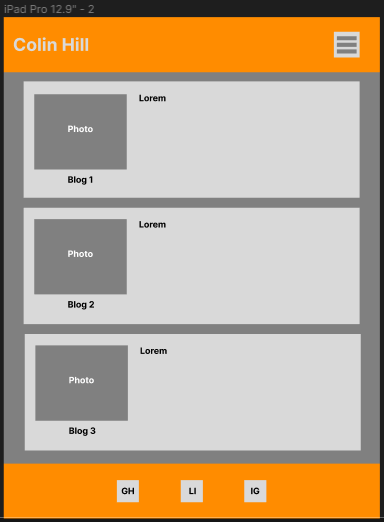 iPad Pro 12.9" - 2
Colin Hill
Lorem
Photo
Blog 1
Lorem
Photo
Blog 2
Lorem
Photo
Blog 3
GH LI IG